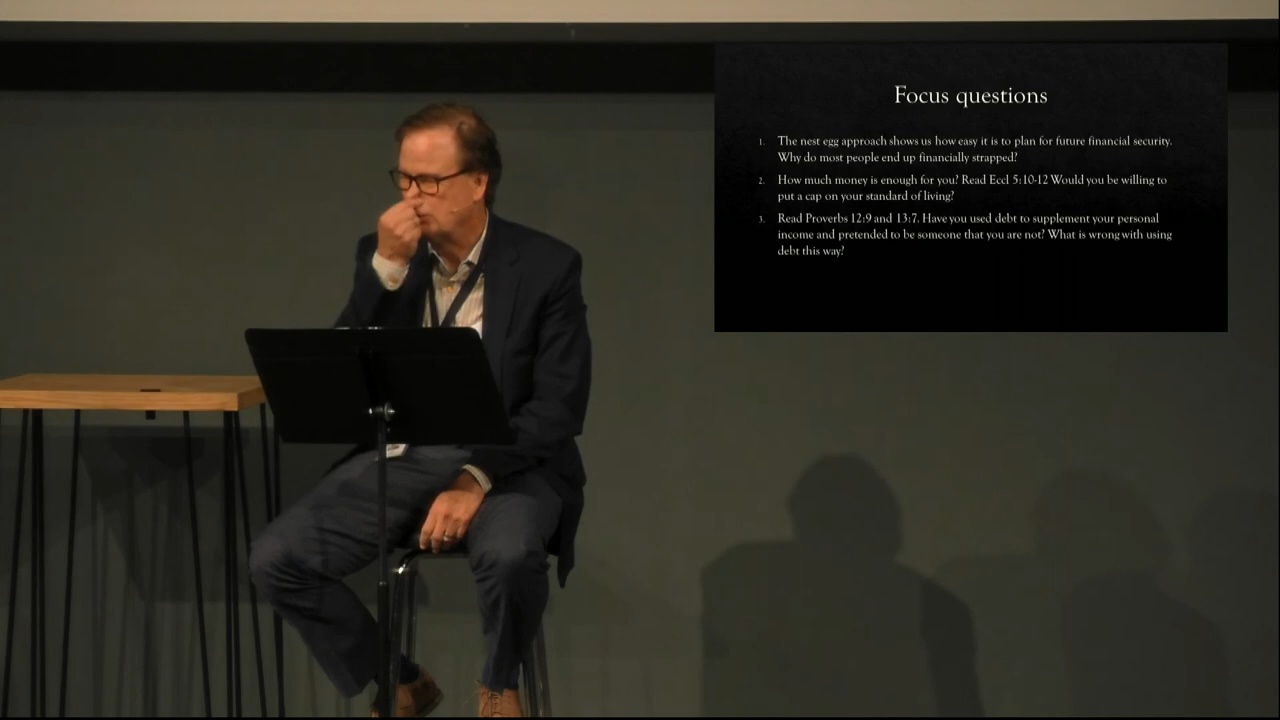 Focus questions
1. The nest egg approach shows us how easy it is to plan for future financial security.
Why do most people end up financially strapped?
2. How much money is enough for you? Read Eccl 5:10-12 Would you be willing to
put a cap on your standard of living?
3. Read Proverbs 12:9 and 13:7. Have you used debt to supplement your personal
income and pretended to be someone that you are not? What is wrong with using
debt this way?